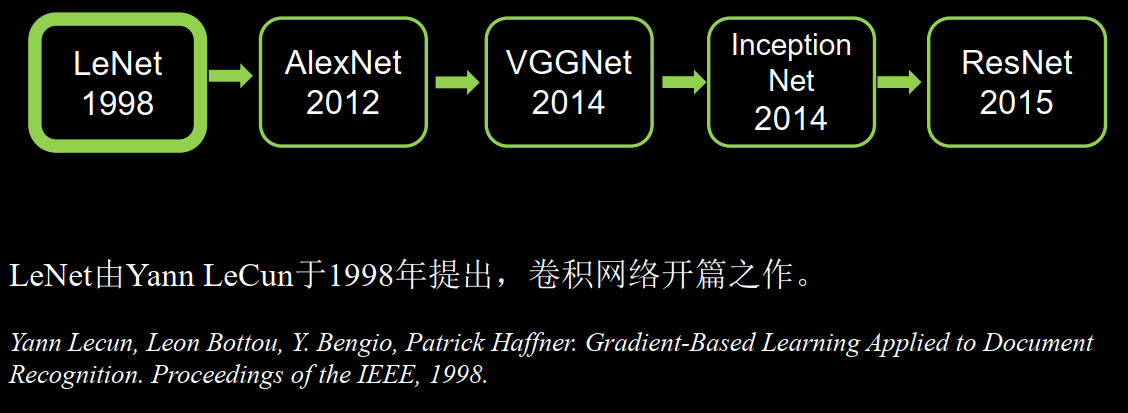 LeNet
1998
AlexNet
2012
VGGNet
2014
Inception
Net
2014
ResNet
2015
LeNet由Yann LeCun于1998年提出，卷积网络开篇之作。
Yann Lecun, Leon Bottou, Y. Bengio, Patrick Haffner. Gradient-Based Learning Applied to Document
Recognition. Proceedings of the IEEE, 1998.